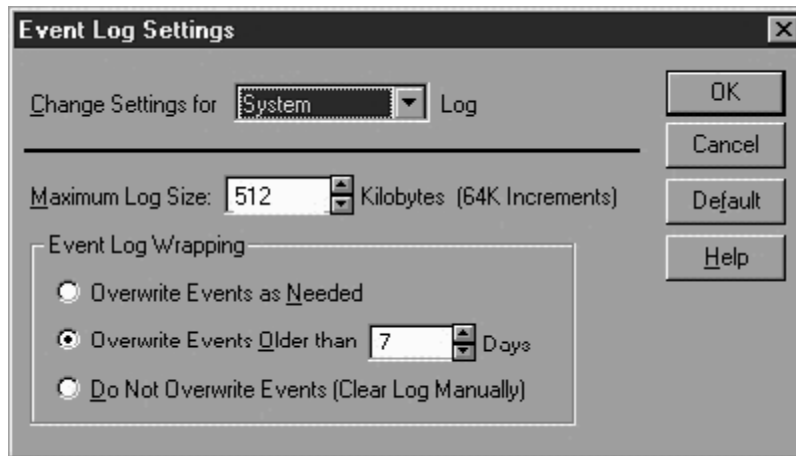 Event Log Settings
Change Settings for System Log
OK
Cancel
Maximum Log Size: 512 Kilobytes (64K Increments)
Default
Event Log Wrapping
Help
Overwrite Events as Needed
Overwrite Events Older than 7 Days
Do Not Overwrite Events (Clear Log Manually)